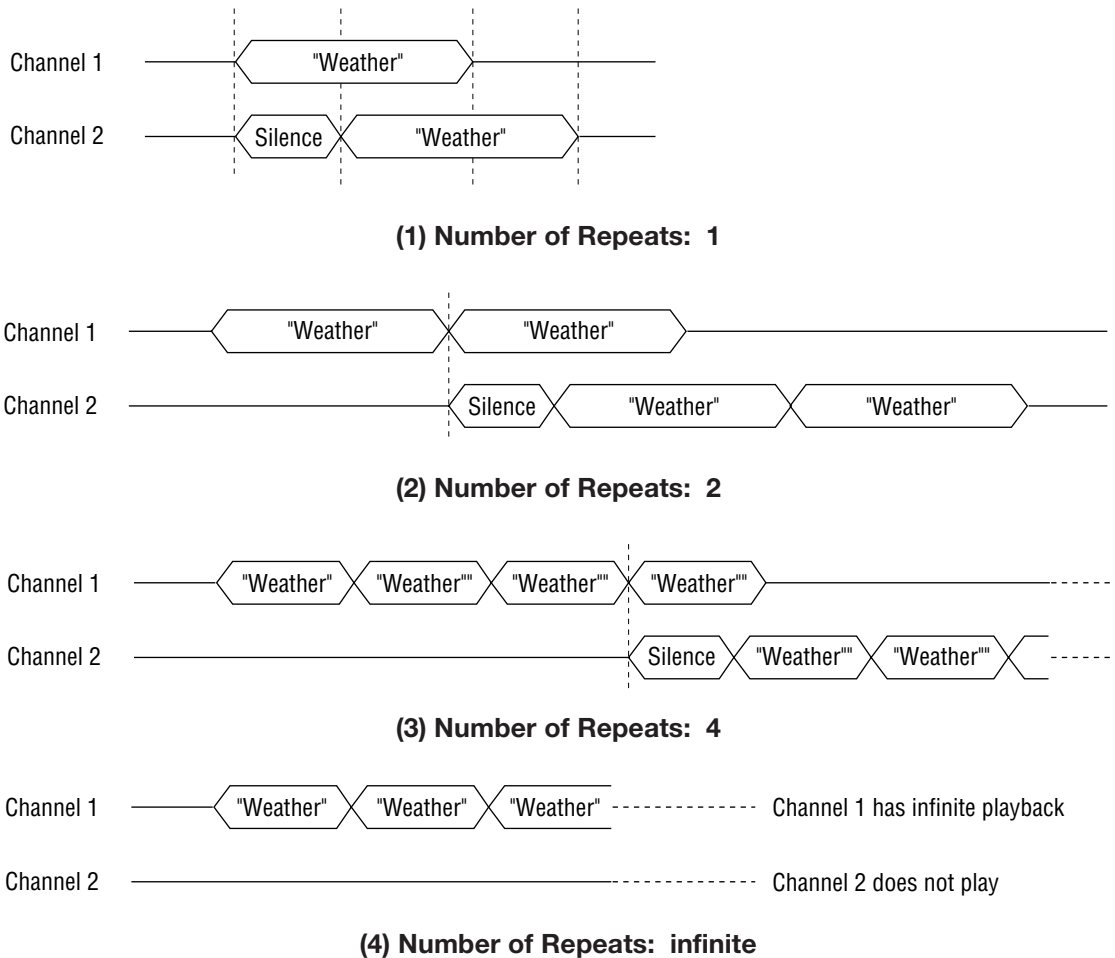 Channel 1 "Weather"
Channel 2 Silence "Weather"
(1) Number of Repeats: 1
Channel 1 "Weather" "Weather"
Channel 2 Silence "Weather" "Weather"
(2) Number of Repeats: 2
Channel 1 "Weather" "Weather"" "Weather"" "Weather""
Channel 2 Silence "Weather"" "Weather""
(3) Number of Repeats: 4
Channel 1 "Weather" "Weather" "Weather" Channel 1 has infinite playback
Channel 2 Channel 2 does not play
(4) Number of Repeats: infinite